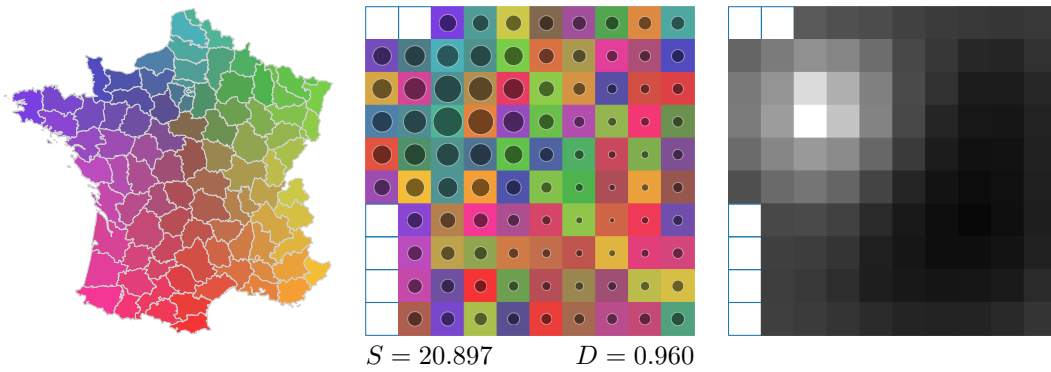 S = 20.897 D = 0.960